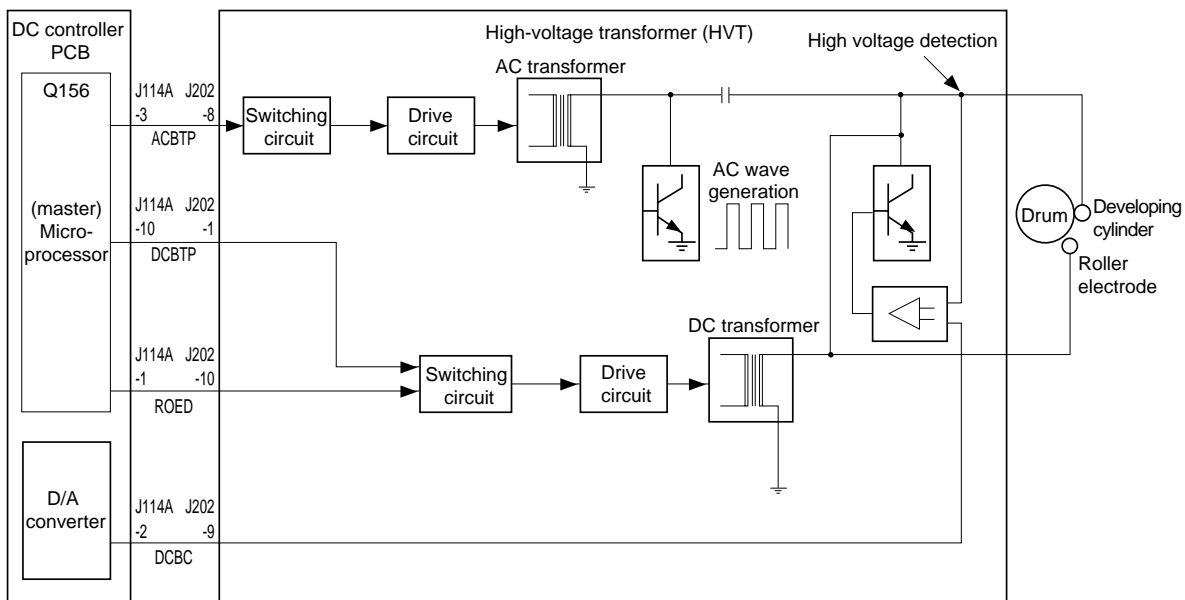 DC controller
PCB
High-voltage transformer (HVT)
High voltage detection
AC transformer
Q156
J114A J202
-3 -8
ACBTP
Switching
circuit
Drive
circuit
AC wave
generation
(master)
Micro-
processor
J114A J202
-10 -1
DCBTP
Drum
Developing
cylinder
Roller
electrode
DC transformer
J114A J202
-1 -10
ROED
Switching
circuit
Drive
circuit
D/A
converter
J114A J202
-2 -9
DCBC